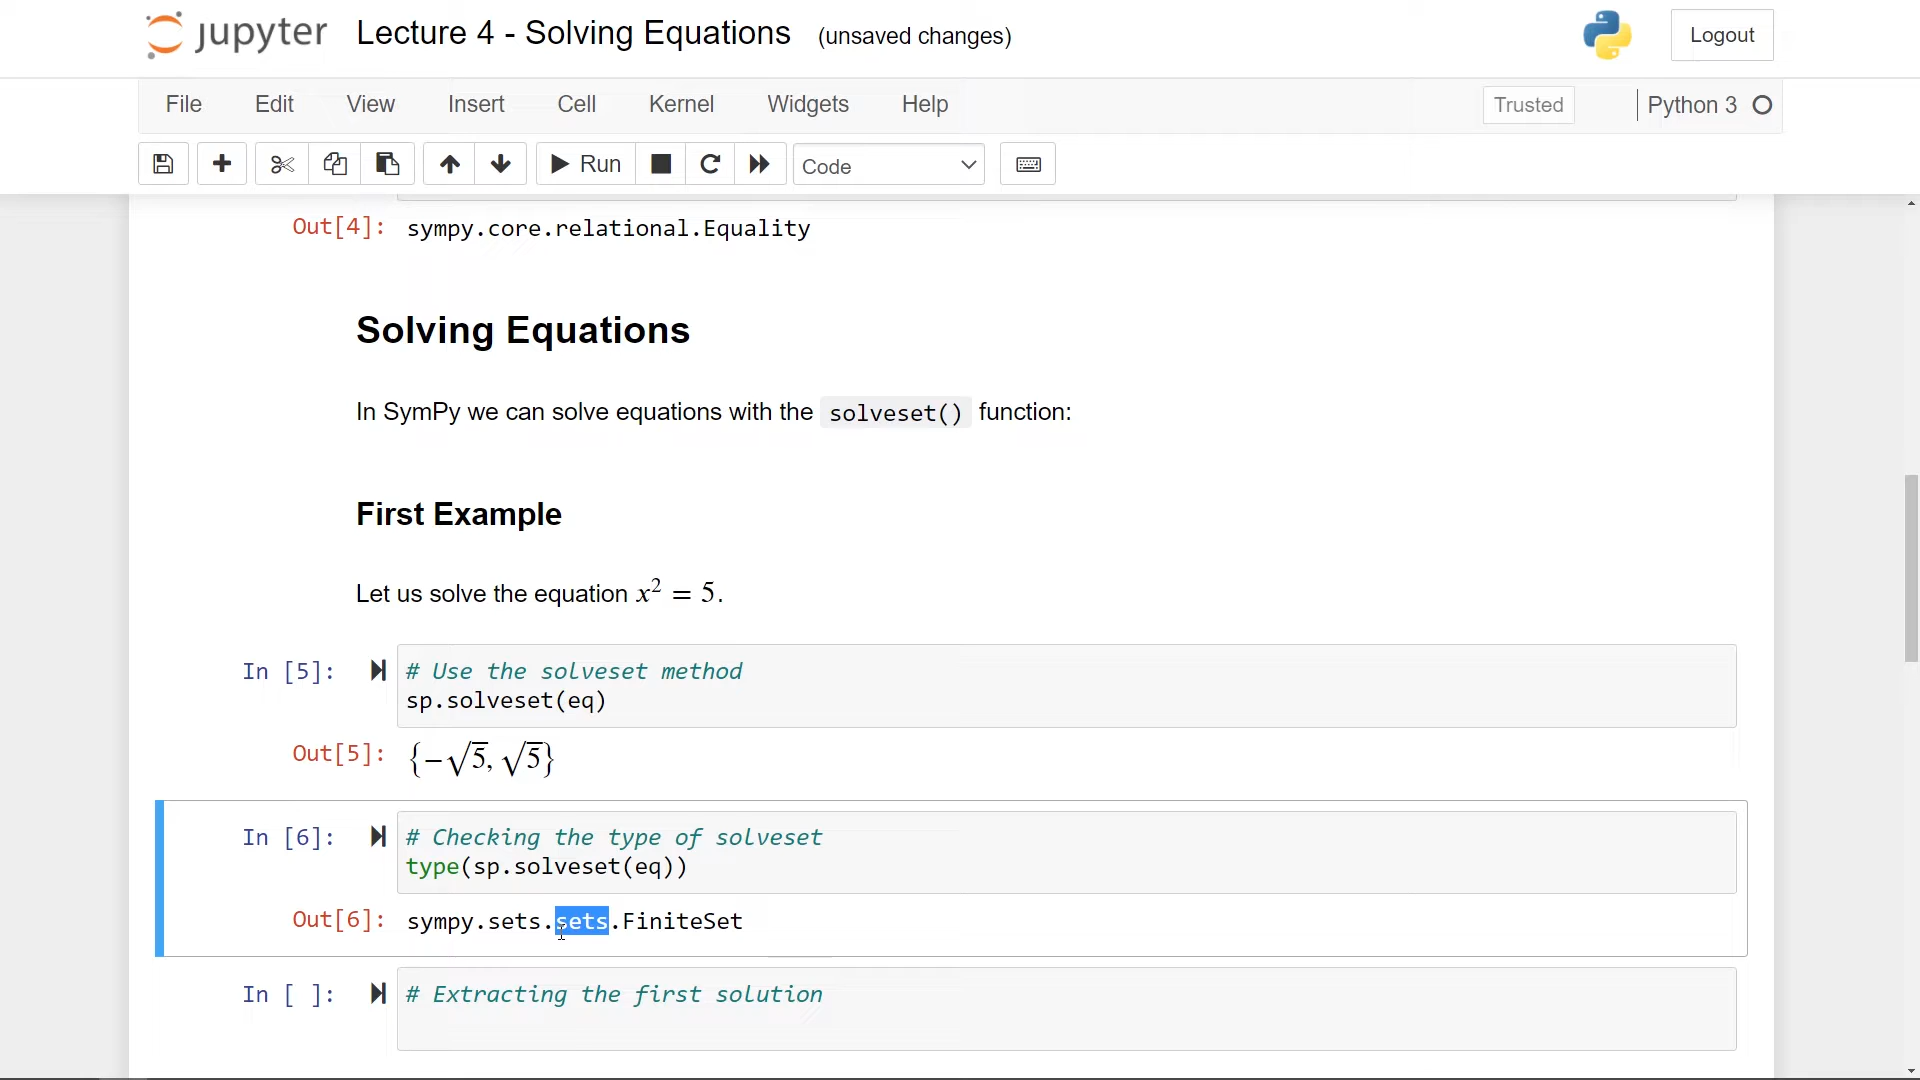 jupyter Lecture 4 - Solving Equations (unsaved changes) Logout
File Edit View Insert Cell Kernel Widgets Help Trusted Python 3
Run Code
Out[4]: sympy.core.relational.Equality
Solving Equations
In SymPy we can solve equations with the solveset() function:
First Example
Let us solve the equation x² = 5.
In [5]: # Use the solveset method
sp.solveset(eq)
Out[5]: {−√5, √5}
In [6]: # Checking the type of solveset
type(sp.solveset(eq))
Out[6]: sympy.sets.sets.FiniteSet
In [ ]: # Extracting the first solution